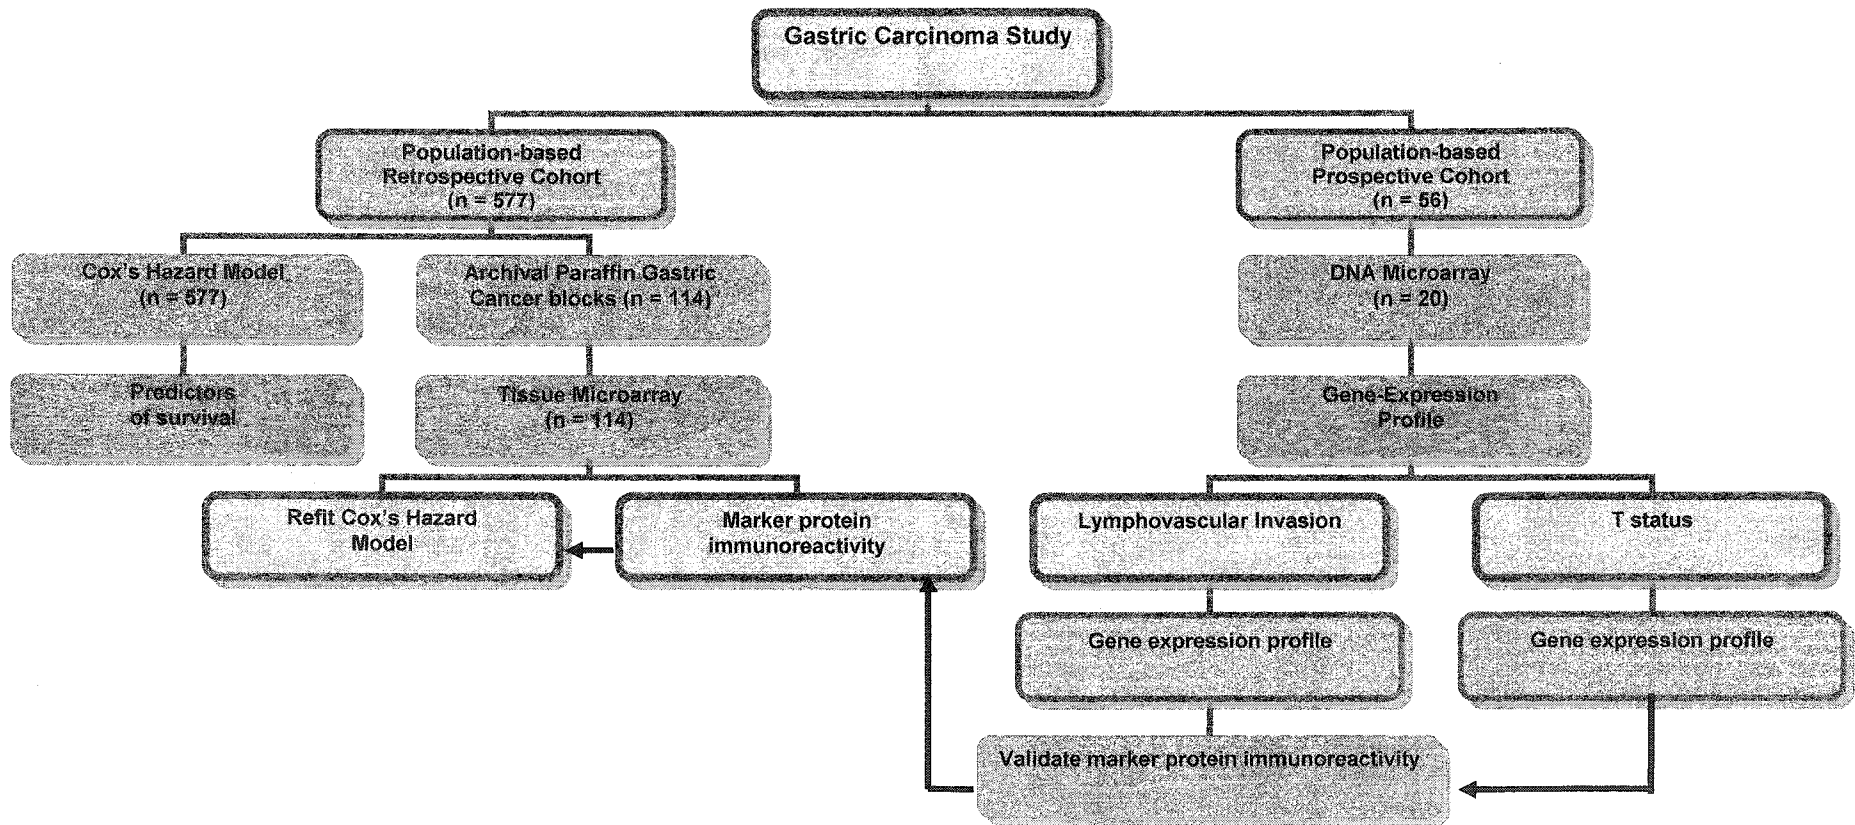 Gastric Carcinoma Study
Population-based
Retrospective Cohort
(n = 577)
Population-based
Prospective Cohort
(n = 56)
Cox's Hazard Model
(n = 577)
Archival Paraffin Gastric
Cancer blocks (n = 114)
DNA Microarray
(n = 20)
Predictors
of survival
Tissue Microarray
(n = 114)
Gene-Expression
Profile
Refit Cox's Hazard
Model
Marker protein
immunoreactivity
Lymphovascular Invasion
T status
Gene expression profile
Gene expression profile
Validate marker protein immunoreactivity